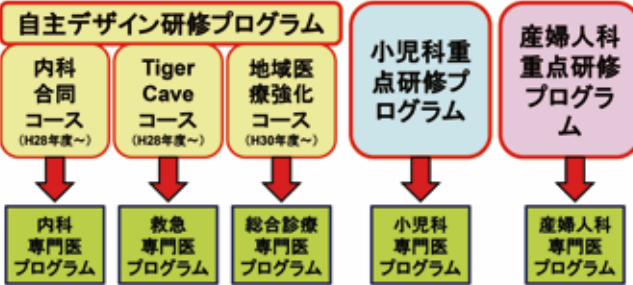 自主デザイン研修プログラム
内科
合同
コース
（H28年度～）
Tiger
Cave
コース
（H28年度～）
地域医
療強化
コース
（H30年度～）
小児科重
点研修プ
ログラム
産婦人科
重点研修
プログラ
ム
内科
専門医
プログラム
救急
専門医
プログラム
総合診療
専門医
プログラム
小児科
専門医
プログラム
産婦人科
専門医
プログラム